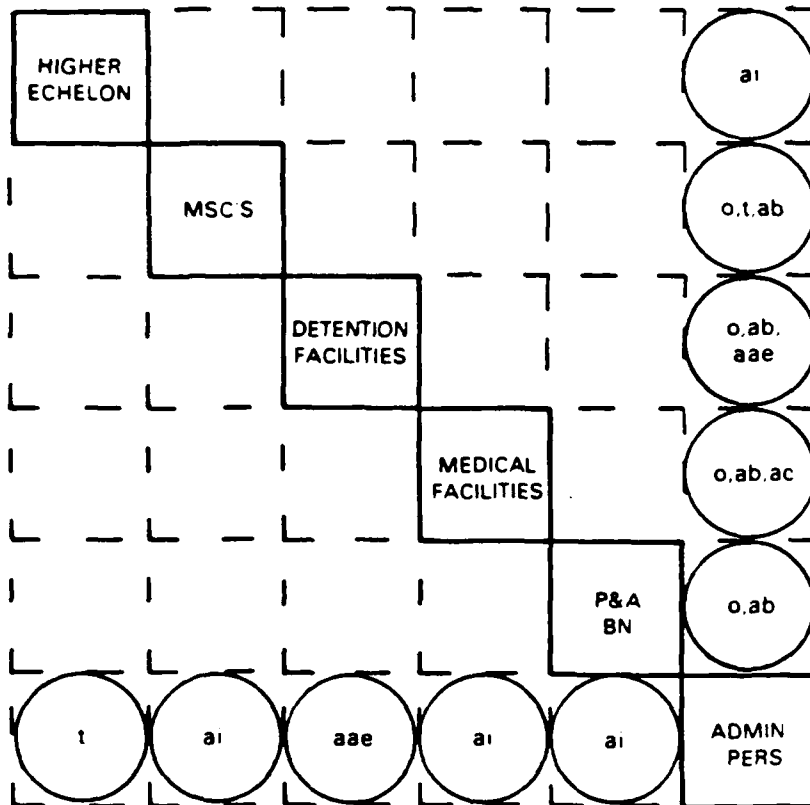 HIGHER
ECHELON
ai
MSC'S
o,t,ab
DETENTION
FACILITIES
o,ab,
aae
MEDICAL
FACILITIES
o,ab,ac
P&A
BN
o,ab
t
ai
aae
ai
ai
ADMIN
PERS